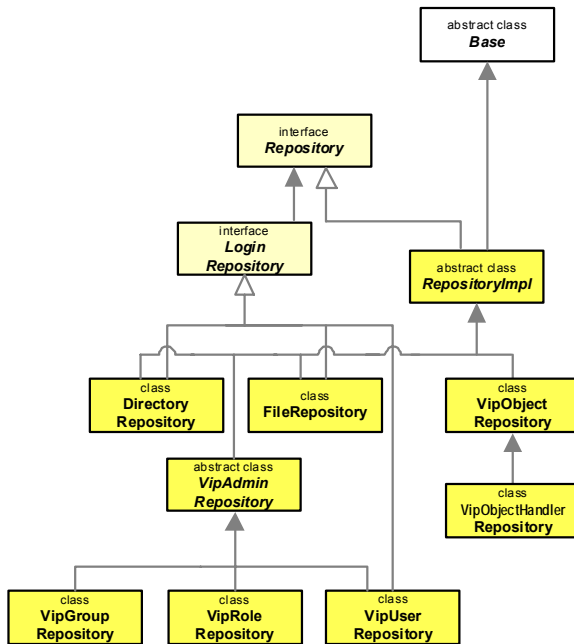 abstract class
Base
interface
Repository
interface
Login
Repository
abstract class
RepositoryImpl
class
Directory
Repository
class
FileRepository
class
VipObject
Repository
abstract class
VipAdmin
Repository
class
VipObjectHandler
Repository
class
VipGroup
Repository
class
VipRole
Repository
class
VipUser
Repository